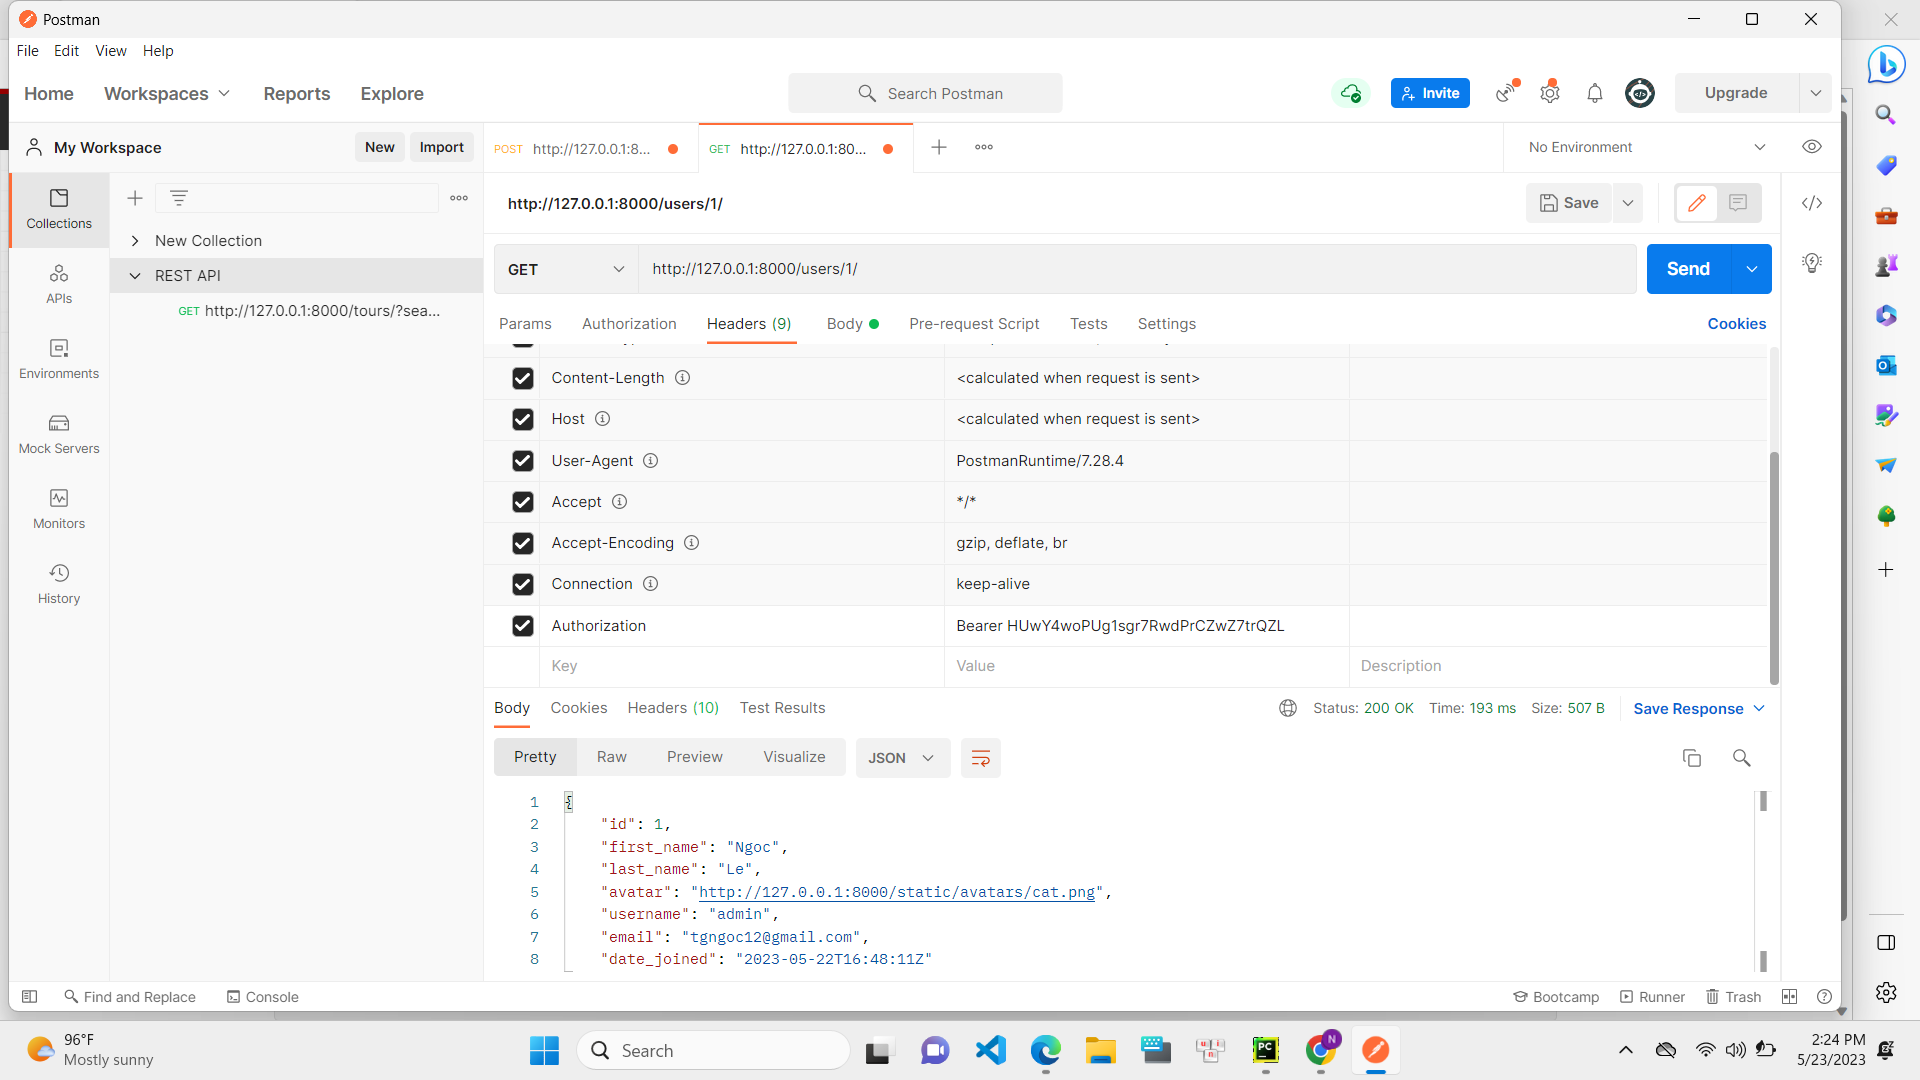 Postman
File Edit View Help
Home Workspaces Reports Explore
Search Postman
Invite
Upgrade
My Workspace
New Import
POST http://127.0.0.1:8...
GET http://127.0.0.1:80...
No Environment
Collections
APIs
Environments
Mock Servers
Monitors
History
New Collection
REST API
GET http://127.0.0.1:8000/tours/?sea...
http://127.0.0.1:8000/users/1/
Save
GET http://127.0.0.1:8000/users/1/
Send
Params Authorization Headers (9) Body Pre-request Script Tests Settings
Cookies
Content-Length <calculated when request is sent>
Host <calculated when request is sent>
User-Agent PostmanRuntime/7.28.4
Accept */*
Accept-Encoding gzip, deflate, br
Connection keep-alive
Authorization Bearer HUwY4woPUg1sgr7RwdPrCZwZ7trQZL
Key Value Description
Body Cookies Headers (10) Test Results
Status: 200 OK Time: 193 ms Size: 507 B Save Response
Pretty Raw Preview Visualize JSON
1 {
2 "id": 1,
3 "first_name": "Ngoc",
4 "last_name": "Le",
5 "avatar": "http://127.0.0.1:8000/static/avatars/cat.png",
6 "username": "admin",
7 "email": "tgngoc12@gmail.com",
8 "date_joined": "2023-05-22T16:48:11Z"
Find and Replace Console
Bootcamp Runner Trash
96°F
Mostly sunny
Search
PC
N
2:24 PM
5/23/2023